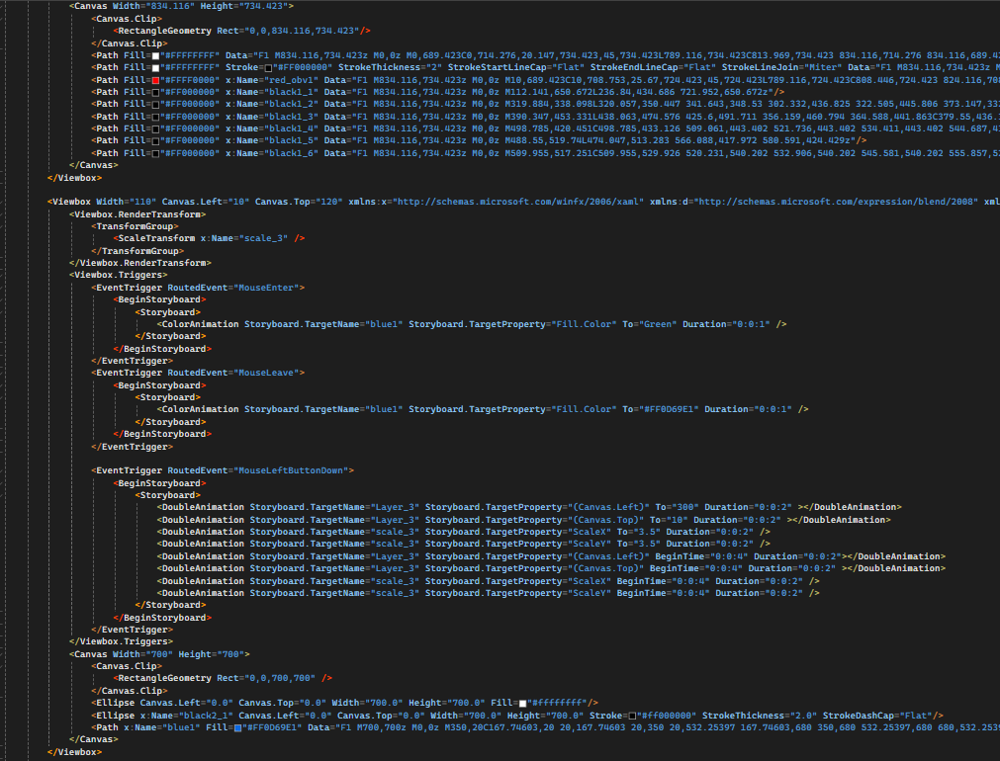 <Canvas Width="834.116" Height="734.423">
<Canvas.Clip>
<RectangleGeometry Rect="0,0,834.116,734.423"/>
</Canvas.Clip>
<Path Fill="#FFFFFFFF" Data="F1 M834.116,734.423z M0,0z M0,689.423C0,714.276,20.147,734.423,45,734.423L789.116,734.423C813.969,734.423 834.116,714.276 834.116,689.42
<Path Fill="#FFFFFFFF" Stroke="#FF000000" StrokeThickness="2" StrokeStartLineCap="Flat" StrokeEndLineCap="Flat" StrokeLineJoin="Miter" Data="F1 M834.116,734.423z M
<Path Fill="#FFFF0000" x:Name="red_obv1" Data="F1 M834.116,734.423z M0,0z M10,689.423C10,708.753,25.67,724.423,45,724.423L789.116,724.423C808.446,724.423 824.116,708
<Path Fill="#FF000000" x:Name="black1_1" Data="F1 M834.116,734.423z M0,0z M112.141,650.672L236.84,434.686 721.952,650.672z"/>
<Path Fill="#FF000000" x:Name="black1_2" Data="F1 M834.116,734.423z M0,0z M319.884,338.098L320.057,350.447 341.643,348.53 302.332,436.825 322.505,445.806 373.147,332
<Path Fill="#FF000000" x:Name="black1_3" Data="F1 M834.116,734.423z M0,0z M390.347,453.331L438.063,474.576 425.6,491.711 356.159,460.794 364.588,441.863C379.55,436.1
<Path Fill="#FF000000" x:Name="black1_4" Data="F1 M834.116,734.423z M0,0z M498.785,420.451C498.785,433.126 509.061,443.402 521.736,443.402 534.411,443.402 544.687,4
<Path Fill="#FF000000" x:Name="black1_5" Data="F1 M834.116,734.423z M0,0z M488.55,519.74L474.047,513.283 566.088,417.972 580.591,424.429z"/>
<Path Fill="#FF000000" x:Name="black1_6" Data="F1 M834.116,734.423z M0,0z M509.955,517.251C509.955,529.926 520.231,540.202 532.906,540.202 545.581,540.202 555.857,5
</Canvas>
</Viewbox>
<Viewbox Width="110" Canvas.Left="10" Canvas.Top="120" xmlns:x="http://schemas.microsoft.com/winfx/2006/xaml" xmlns:d="http://schemas.microsoft.com/expression/blend/2008" xml
<Viewbox.RenderTransform>
<TransformGroup>
<ScaleTransform x:Name="scale_3" />
</TransformGroup>
</Viewbox.RenderTransform>
<Viewbox.Triggers>
<EventTrigger RoutedEvent="MouseEnter">
<BeginStoryboard>
<Storyboard>
<ColorAnimation Storyboard.TargetName="blue1" Storyboard.TargetProperty="Fill.Color" To="Green" Duration="0:0:1" />
</Storyboard>
</BeginStoryboard>
</EventTrigger>
<EventTrigger RoutedEvent="MouseLeave">
<BeginStoryboard>
<Storyboard>
<ColorAnimation Storyboard.TargetName="blue1" Storyboard.TargetProperty="Fill.Color" To="#FF0D69E1" Duration="0:0:1" />
</Storyboard>
</BeginStoryboard>
</EventTrigger>
<EventTrigger RoutedEvent="MouseLeftButtonDown">
<BeginStoryboard>
<Storyboard>
<DoubleAnimation Storyboard.TargetName="Layer_3" Storyboard.TargetProperty="(Canvas.Left)" To="300" Duration="0:0:2" ></DoubleAnimation>
<DoubleAnimation Storyboard.TargetName="Layer_3" Storyboard.TargetProperty="(Canvas.Top)" To="10" Duration="0:0:2" ></DoubleAnimation>
<DoubleAnimation Storyboard.TargetName="scale_3" Storyboard.TargetProperty="ScaleX" To="3.5" Duration="0:0:2" />
<DoubleAnimation Storyboard.TargetName="scale_3" Storyboard.TargetProperty="ScaleY" To="3.5" Duration="0:0:2" />
<DoubleAnimation Storyboard.TargetName="Layer_3" Storyboard.TargetProperty="(Canvas.Left)" BeginTime="0:0:4" Duration="0:0:2"></DoubleAnimation>
<DoubleAnimation Storyboard.TargetName="Layer_3" Storyboard.TargetProperty="(Canvas.Top)" BeginTime="0:0:4" Duration="0:0:2" ></DoubleAnimation>
<DoubleAnimation Storyboard.TargetName="scale_3" Storyboard.TargetProperty="ScaleX" BeginTime="0:0:4" Duration="0:0:2" />
<DoubleAnimation Storyboard.TargetName="scale_3" Storyboard.TargetProperty="ScaleY" BeginTime="0:0:4" Duration="0:0:2" />
</Storyboard>
</BeginStoryboard>
</EventTrigger>
</Viewbox.Triggers>
<Canvas Width="700" Height="700">
<Canvas.Clip>
<RectangleGeometry Rect="0,0,700,700" />
</Canvas.Clip>
<Ellipse Canvas.Left="0.0" Canvas.Top="0.0" Width="700.0" Height="700.0" Fill="#ffffffff"/>
<Ellipse x:Name="black2_1" Canvas.Left="0.0" Canvas.Top="0.0" Width="700.0" Height="700.0" Stroke="#ff000000" StrokeThickness="2.0" StrokeDashCap="Flat"/>
<Path x:Name="blue1" Fill="#FF0D69E1" Data="F1 M700,700z M0,0z M350,20C167.74603,20 20,167.74603 20,350 20,532.25397 167.74603,680 350,680 532.25397,680 680,532.2539
</Canvas>
</Viewbox>